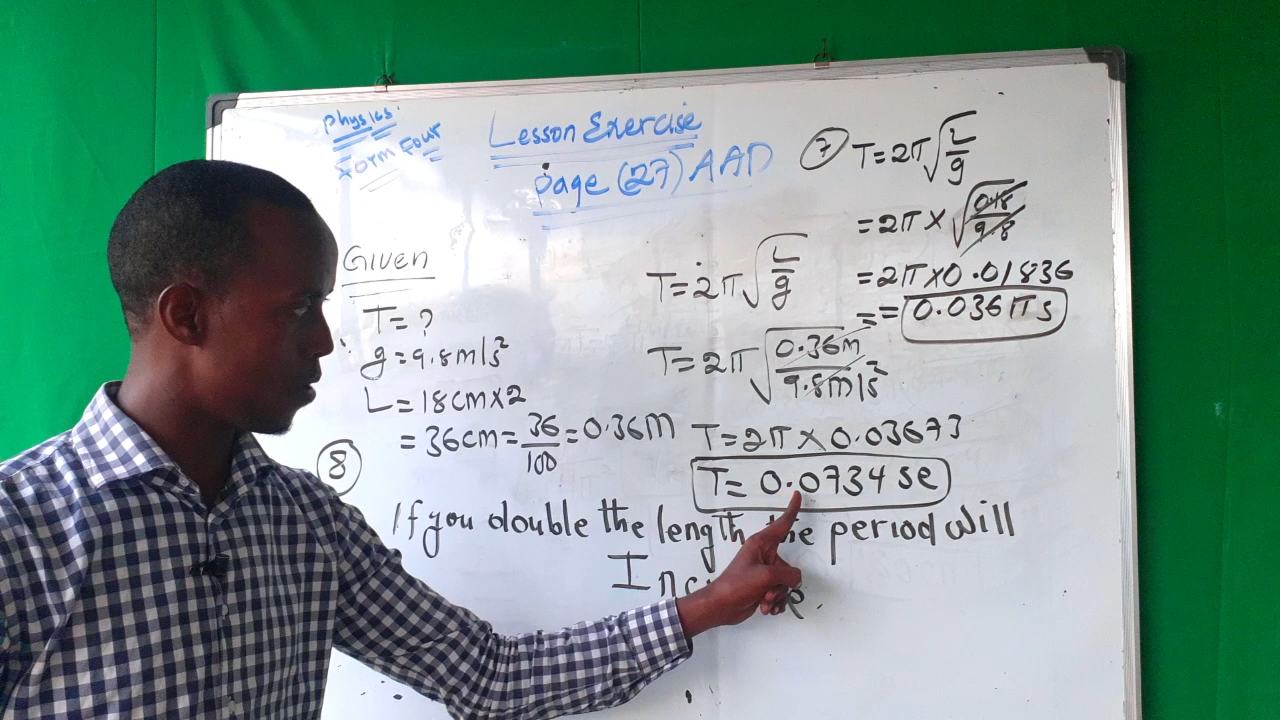 Physics:
Form Four
Lesson Exercise
page (27) AAD
Given
T = ?
g = 9.8m/s²
L = 18cm×2
= 36cm = 36/100 = 0.36m
T = 2π√(L/g)
T = 2π√(0.36m/9.8m/s²)
T = 2π × 0.03673
T = 0.0734 se
7 T = 2π√(L/g)
= 2π × √(0.18/9.8)
= 2π × 0.01836
= = 0.036π s
8
If you double the length the period will